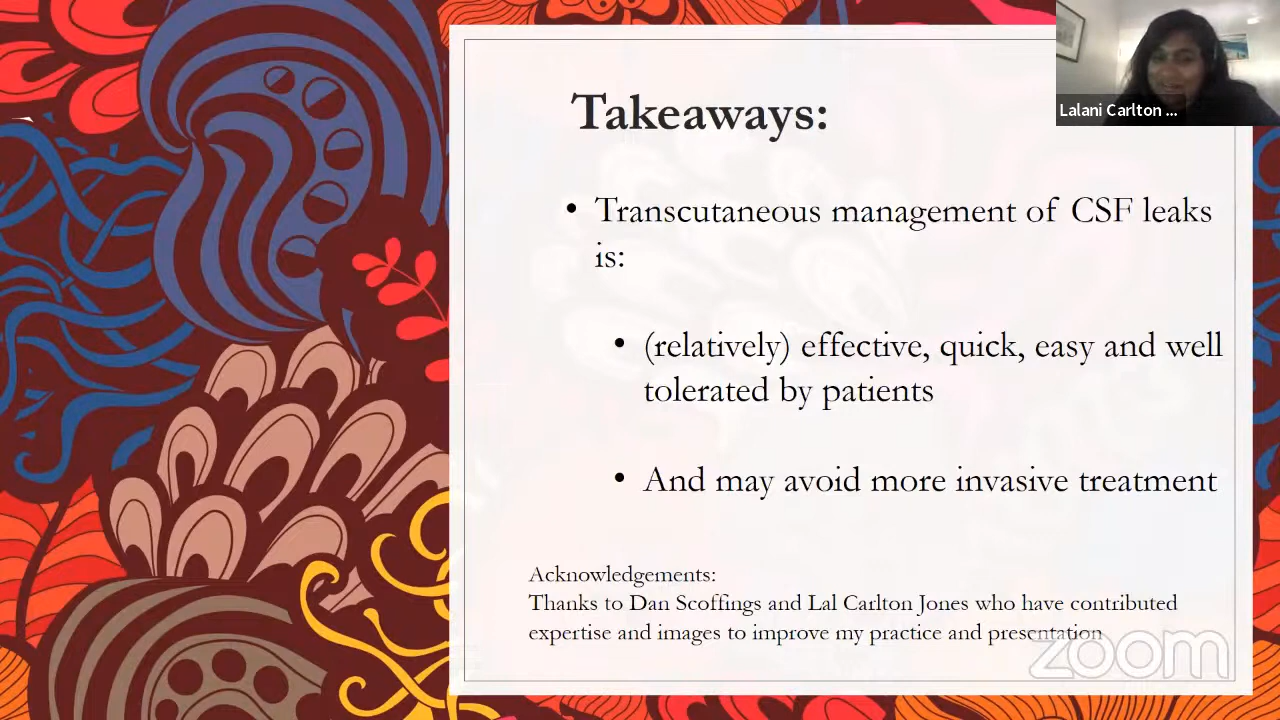 Lalani Carlton ...
Takeaways:
• Transcutaneous management of CSF leaks
is:
• (relatively) effective, quick, easy and well
tolerated by patients
• And may avoid more invasive treatment
Acknowledgements:
Thanks to Dan Scoffings and Lal Carlton Jones who have contributed
expertise and images to improve my practice and presentation
zoom